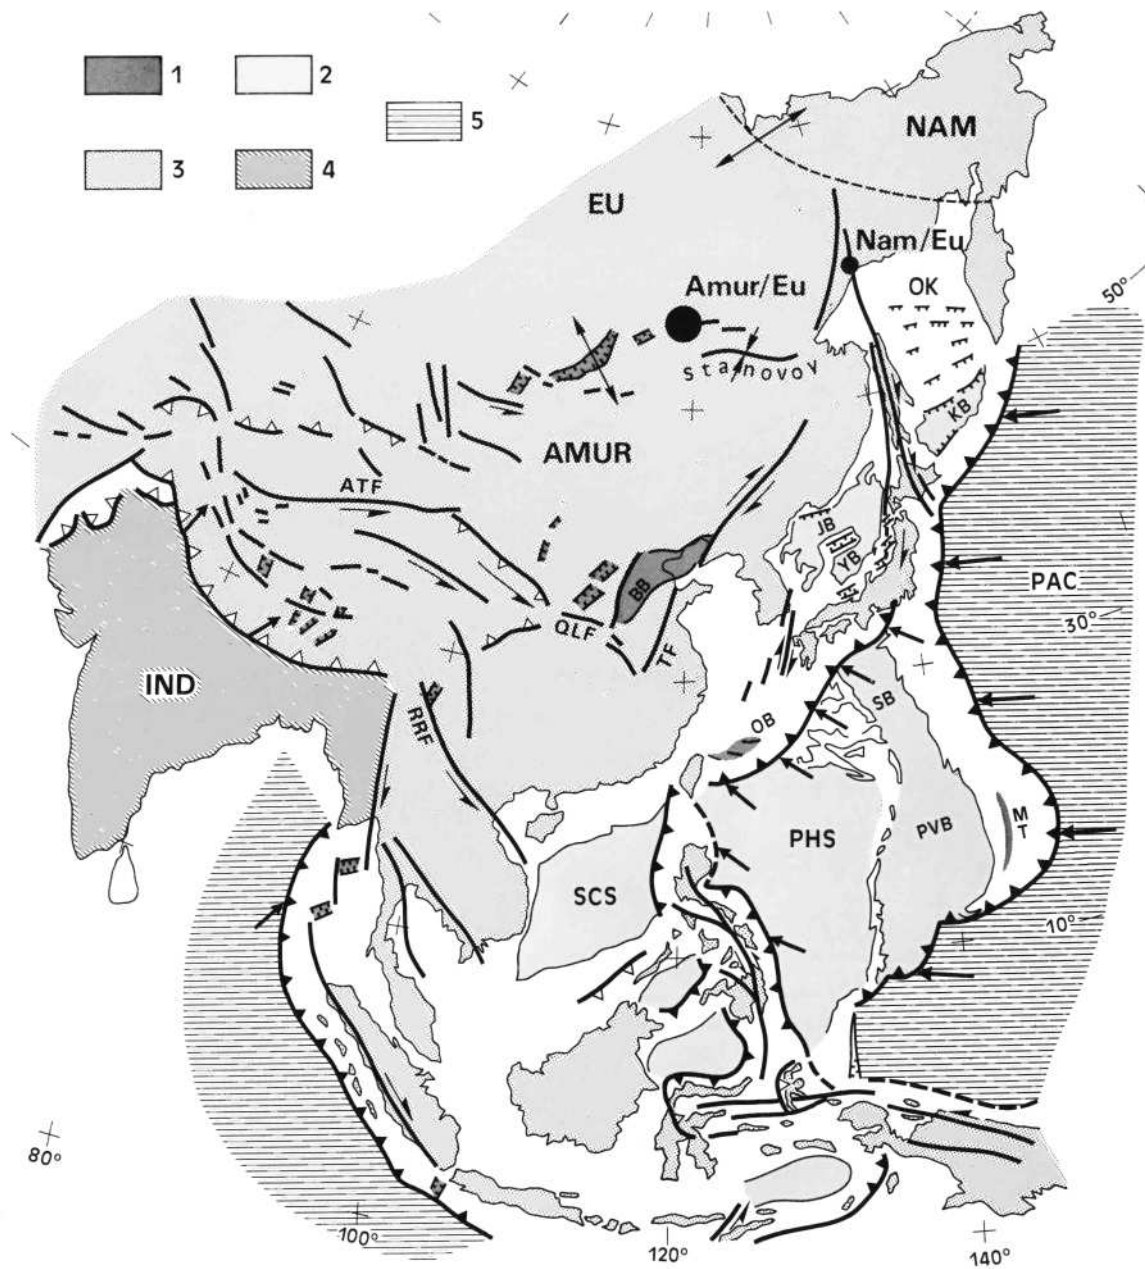 1
2
5
3
4
NAM
EU
Nam/Eu
Amur/Eu
OK
50°
stanovoy
KB
AMUR
ATF
JB
YB
PAC
BB
30°
QLF
TF
IND
SB
RRF
OB
M
T
PHS
PVB
SCS
10°
80°
100°
120°
140°